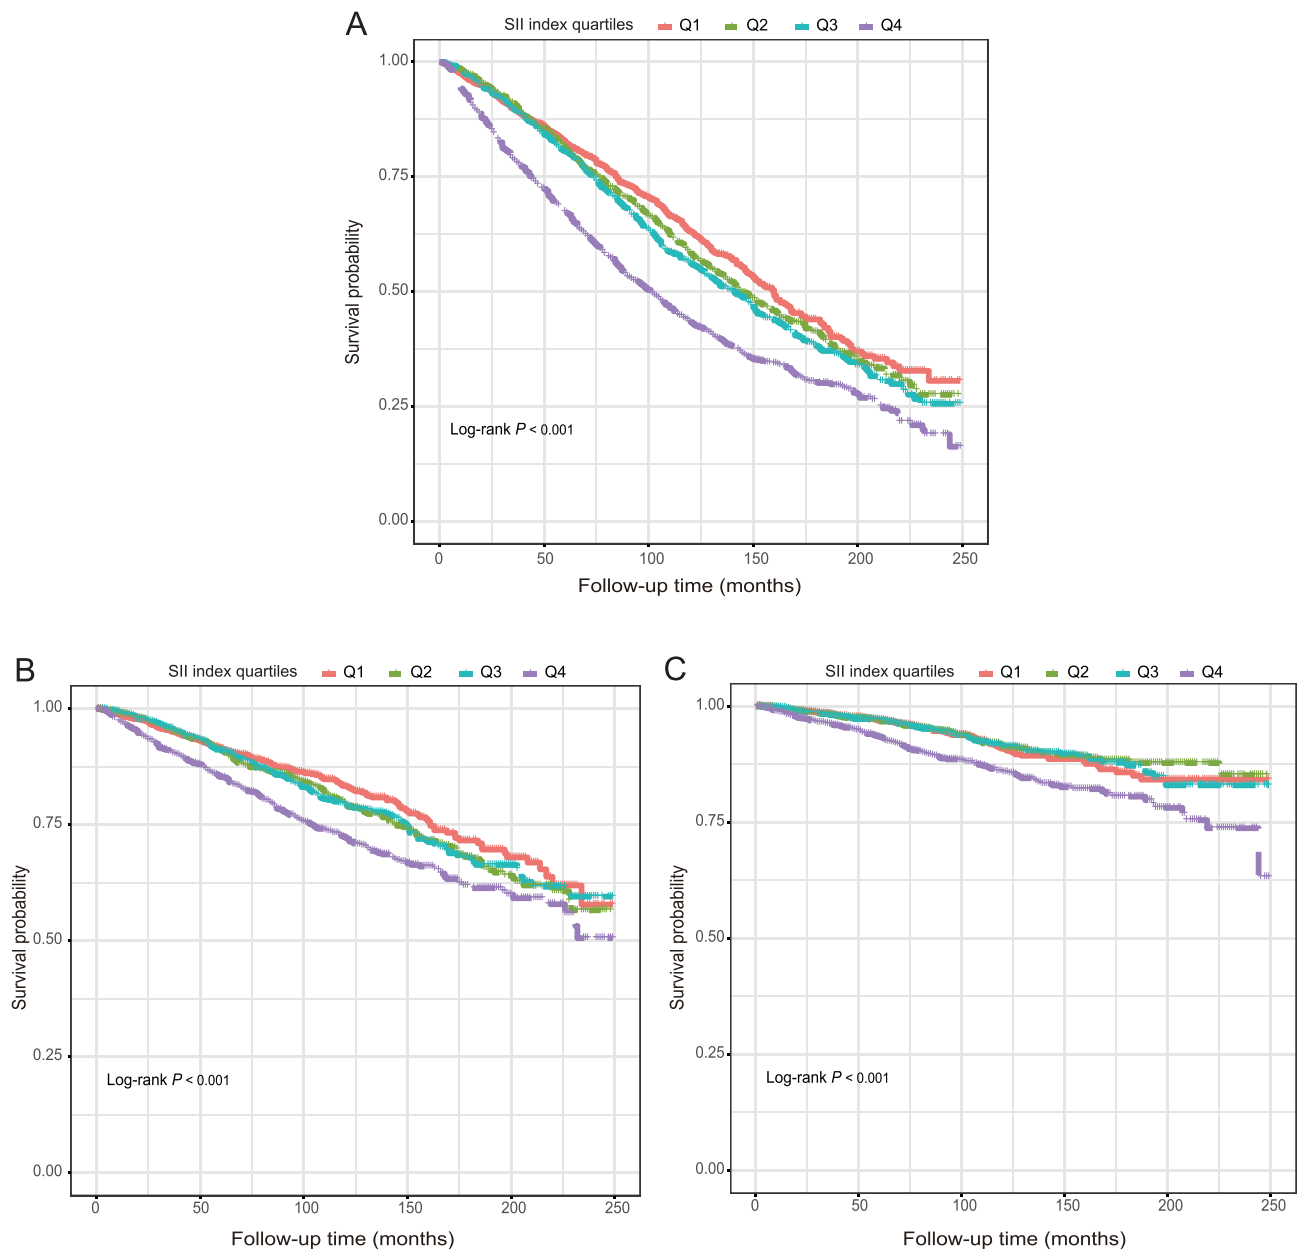 A
SII index quartiles Q1 Q2 Q3 Q4
1.00
0.75
0.50
0.25
0.00
Survival probability
Log-rank P < 0.001
0 50 100 150 200 250
Follow-up time (months)
B
SII index quartiles Q1 Q2 Q3 Q4
1.00
0.75
0.50
0.25
0.00
Survival probability
Log-rank P < 0.001
0 50 100 150 200 250
Follow-up time (months)
C
SII index quartiles Q1 Q2 Q3 Q4
1.00
0.75
0.50
0.25
0.00
Survival probability
Log-rank P < 0.001
0 50 100 150 200 250
Follow-up time (months)